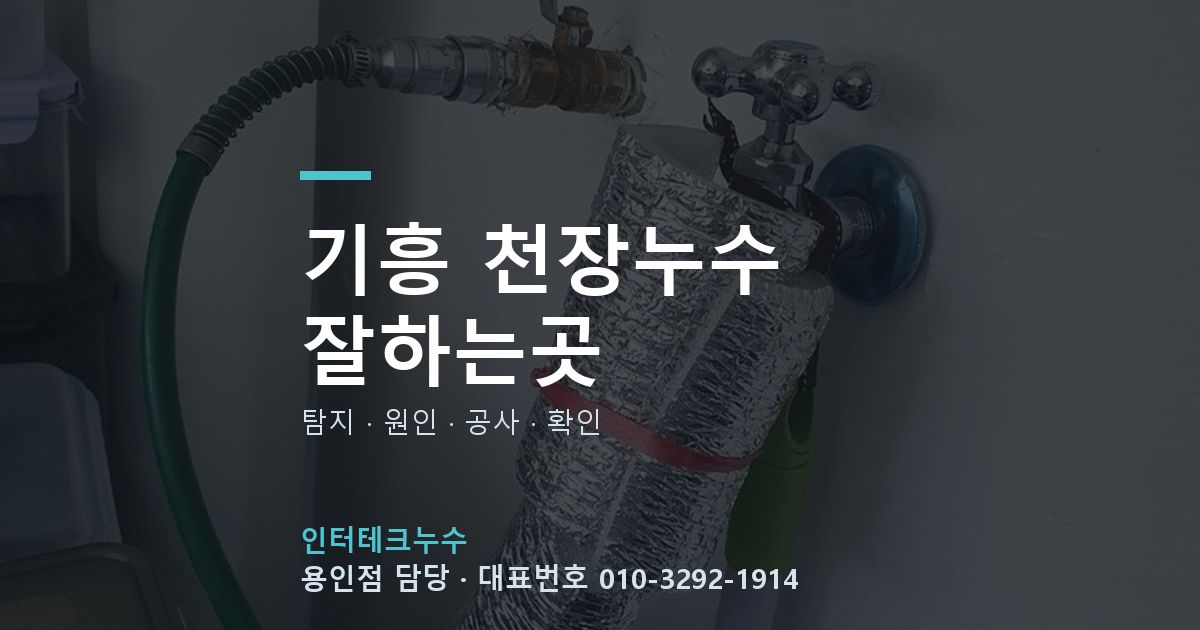 기흥 천장누수
잘하는곳
탐지 · 원인 · 공사 · 확인
인터테크누수
용인점 담당 · 대표번호 010-3292-1914